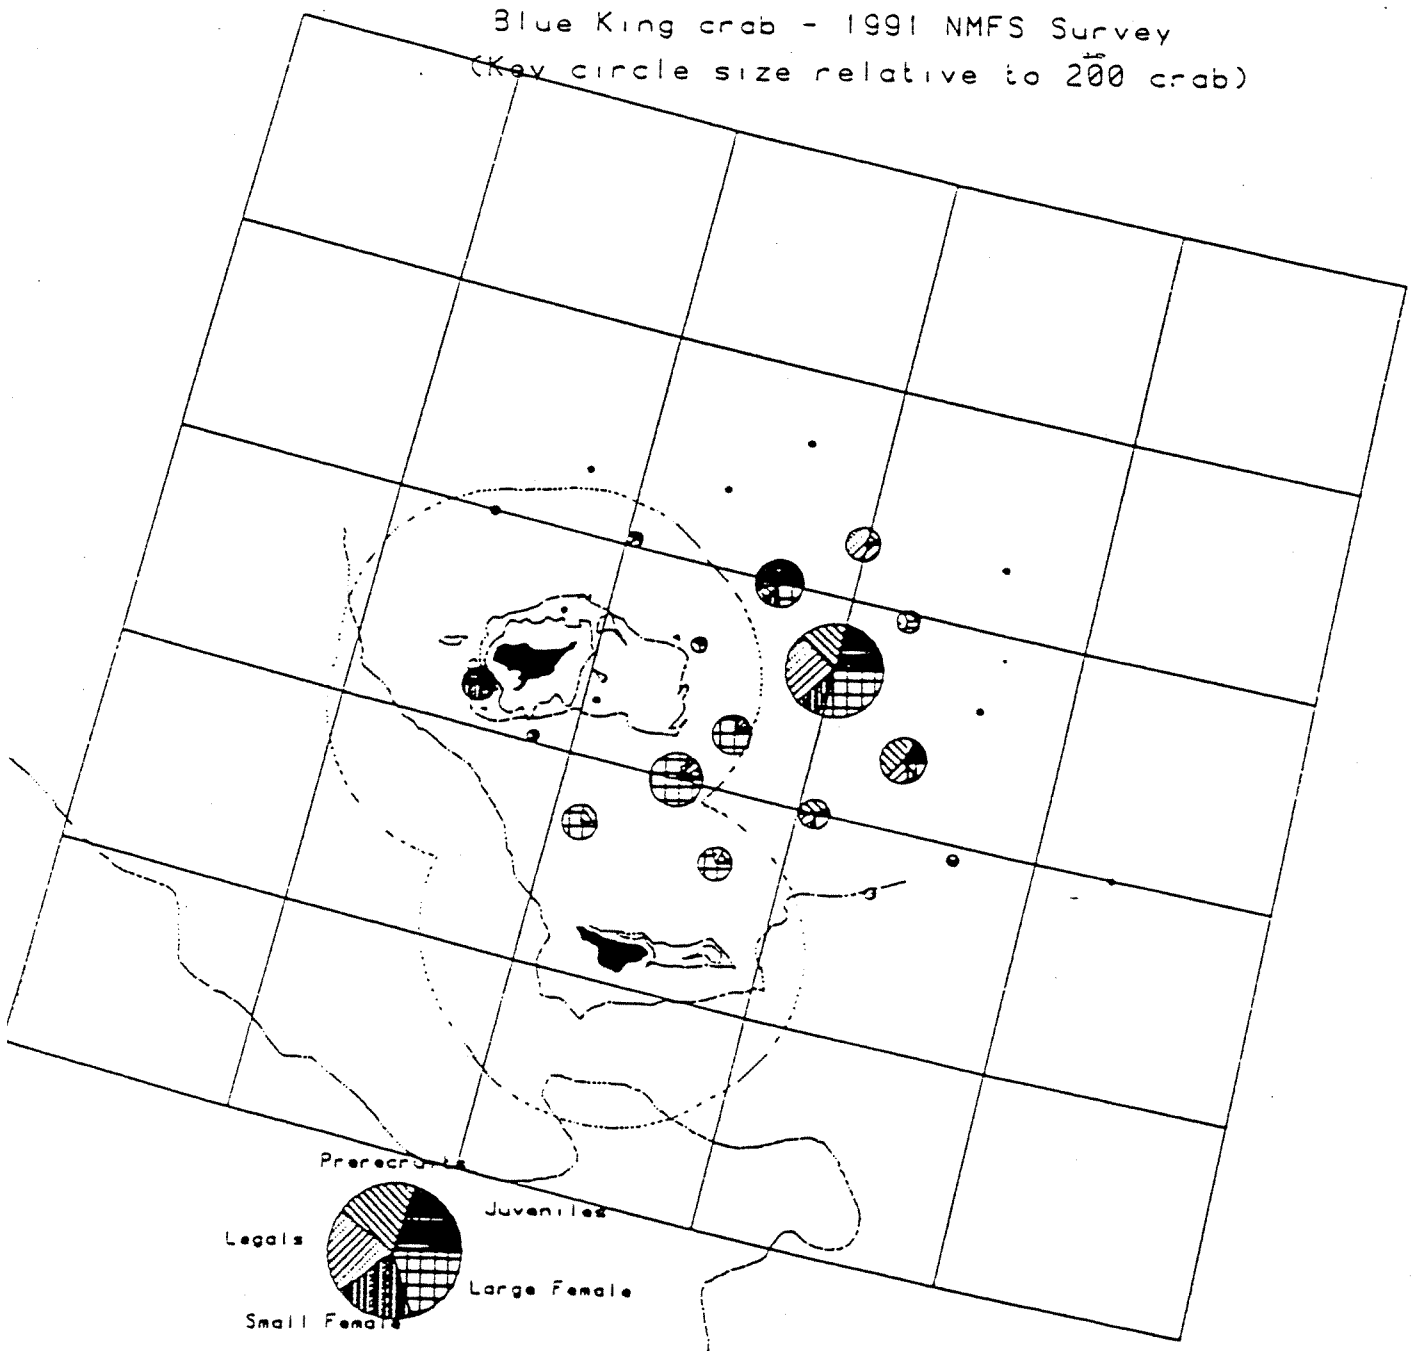 Blue King crab - 1991 NMFS Survey
(Key circle size relative to 200 crab)
Prerecruits
Juveniles
Legals
Large Female
Small Female